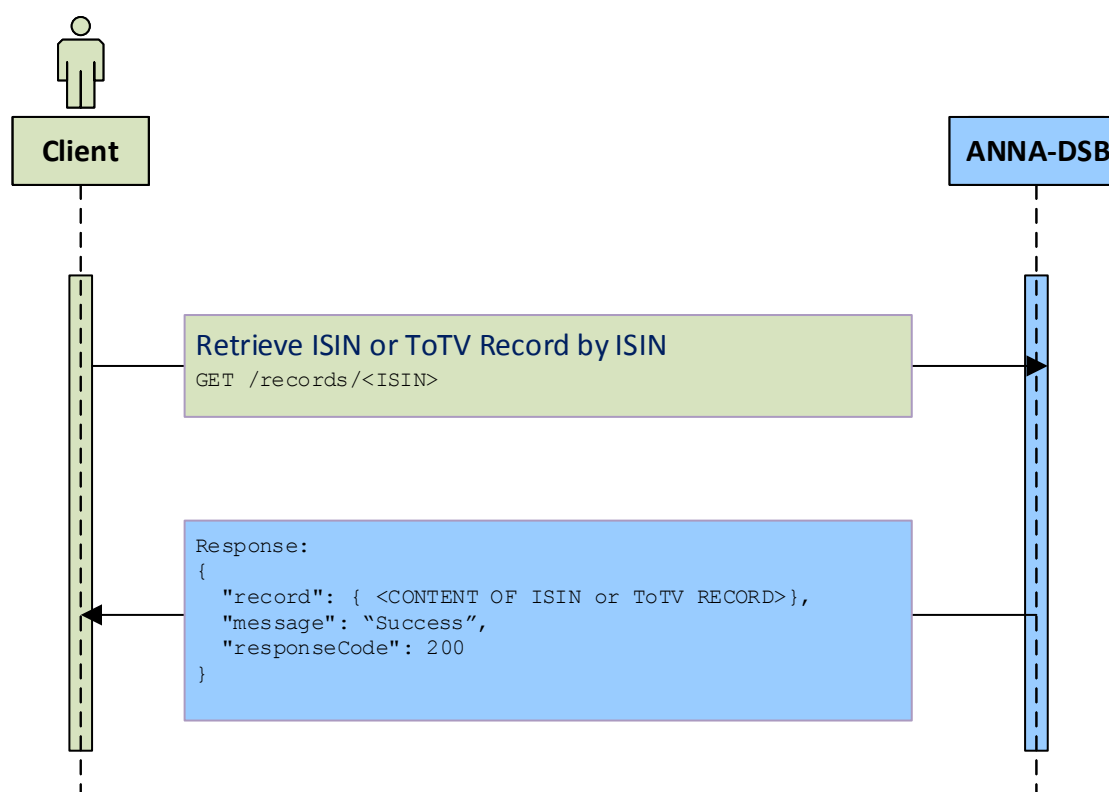 Client
ANNA-DSB
Retrieve ISIN or ToTV Record by ISIN
GET /records/<ISIN>
Response:
{
  "record": { <CONTENT OF ISIN or ToTV RECORD>},
  "message": “Success”,
  "responseCode": 200
}